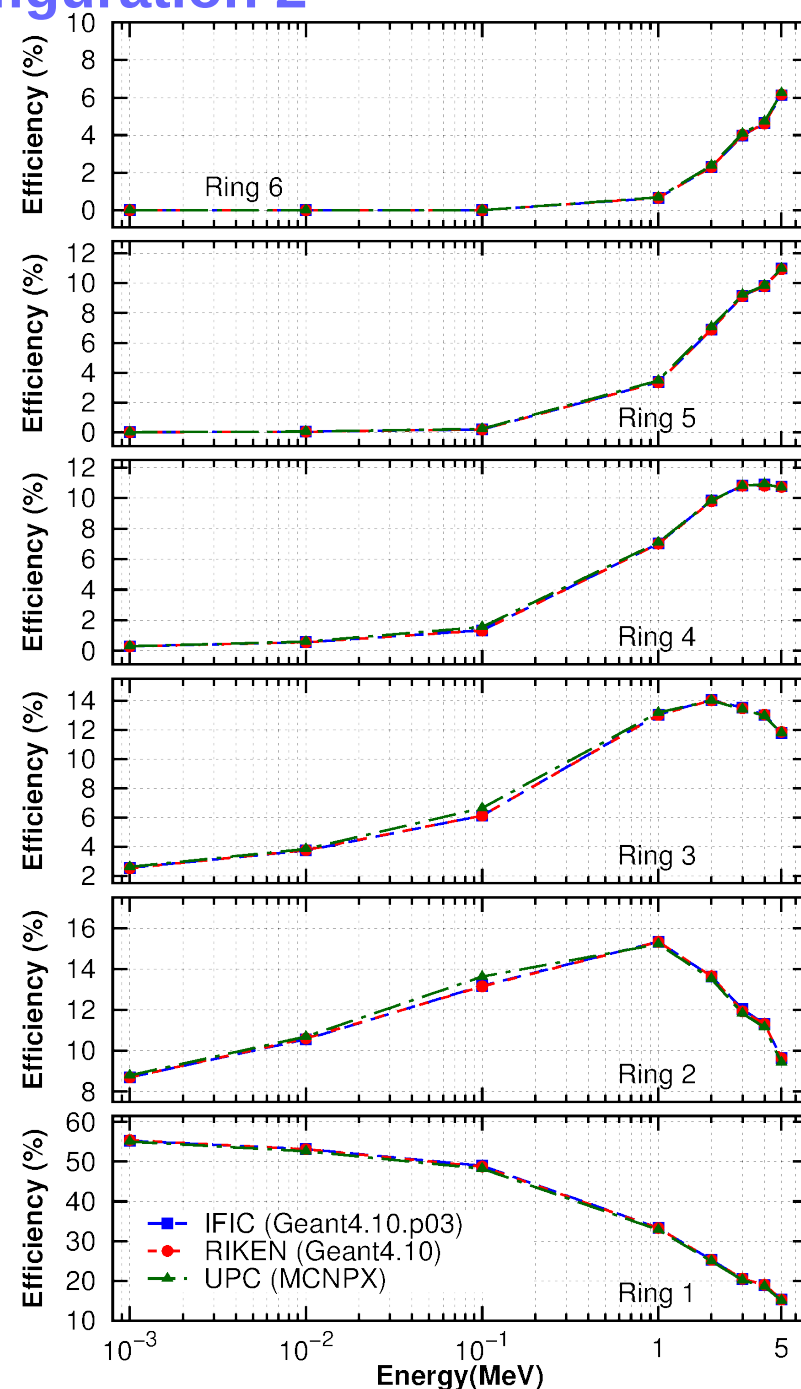 nfiguration 2
10
8
6
4
2
0
Efficiency (%)
Ring 6
12
10
8
6
4
2
0
Efficiency (%)
Ring 5
12
10
8
6
4
2
0
Efficiency (%)
Ring 4
14
12
10
8
6
4
2
Efficiency (%)
Ring 3
16
14
12
10
8
Efficiency (%)
Ring 2
60
50
40
30
20
10
Efficiency (%)
IFIC (Geant4.10.p03)
RIKEN (Geant4.10)
UPC (MCNPX)
Ring 1
10⁻³ 10⁻² 10⁻¹ 1 5
Energy(MeV)